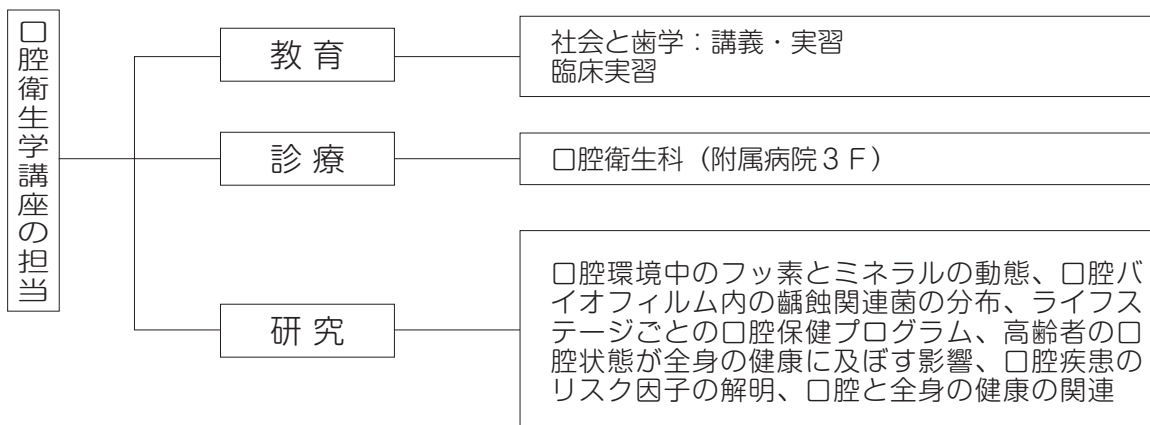 口腔衛生学講座の担当
教育
社会と歯学：講義・実習
臨床実習
診療
口腔衛生科（附属病院３Ｆ）
研究
口腔環境中のフッ素とミネラルの動態、口腔バ
イオフィルム内の齲蝕関連菌の分布、ライフス
テージごとの口腔保健プログラム、高齢者の口
腔状態が全身の健康に及ぼす影響、口腔疾患の
リスク因子の解明、口腔と全身の健康の関連